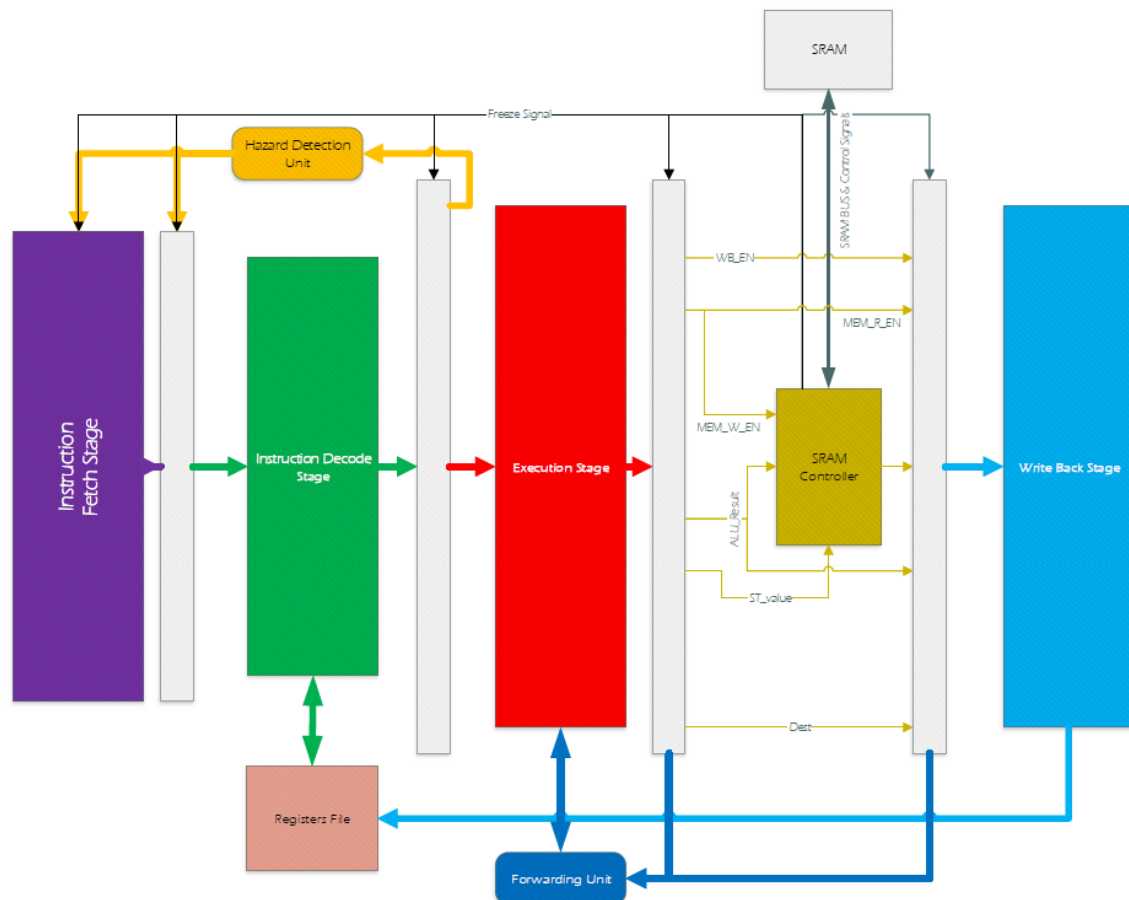 SRAM
Freeze Signal
Hazard Detection
Unit
SRAM BUS & Control Signals
WB_EN
MEM_R_EN
MEM_W_EN
Instruction
Fetch Stage
Instruction Decode
Stage
Execution Stage
SRAM
Controller
Write Back Stage
ALU_Result
ST_value
Dest
Registers File
Forwarding Unit